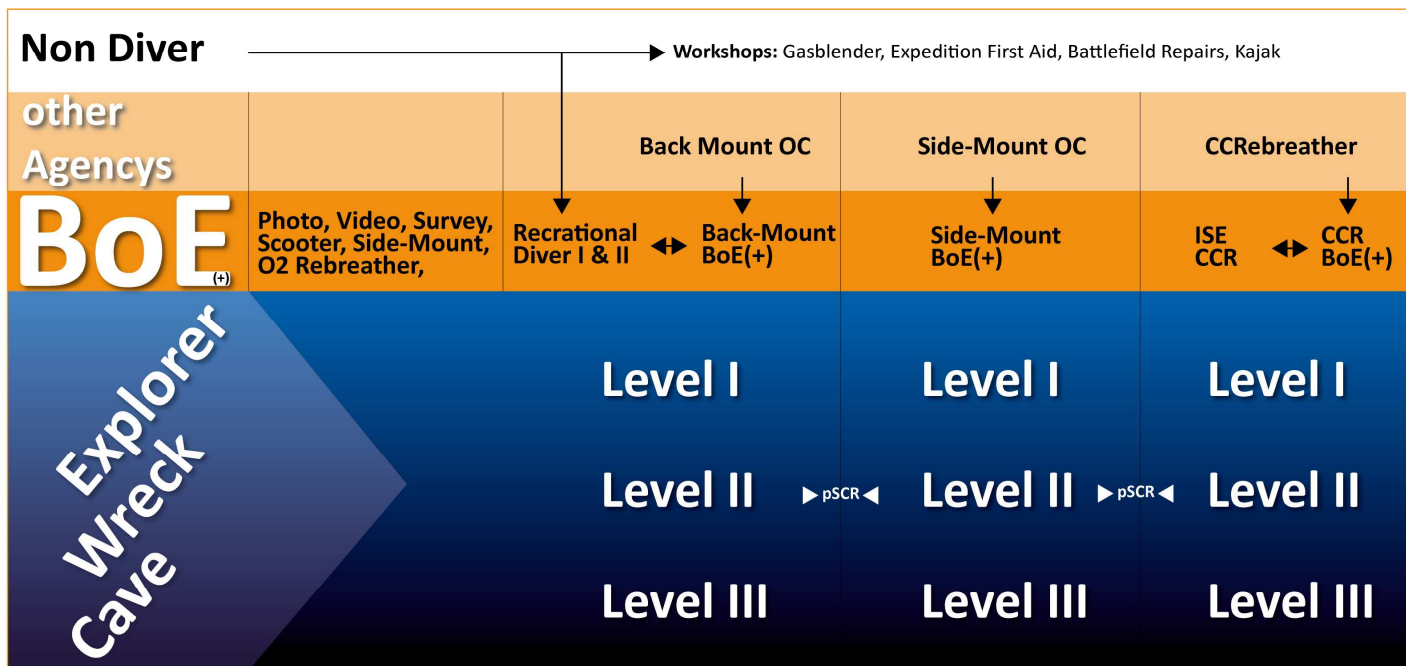 Non Diver
Workshops: Gasblender, Expedition First Aid, Battlefield Repairs, Kajak
other
Agencys
Back Mount OC
Side-Mount OC
CCRebreather
BoE(+)
Photo, Video, Survey,
Scooter, Side-Mount,
O2 Rebreather,
Recrational
Diver I & II
Back-Mount
BoE(+)
Side-Mount
BoE(+)
ISE
CCR
CCR
BoE(+)
Explorer
Wreck
Cave
Level I
Level I
Level I
Level II
pSCR
Level II
pSCR
Level II
Level III
Level III
Level III